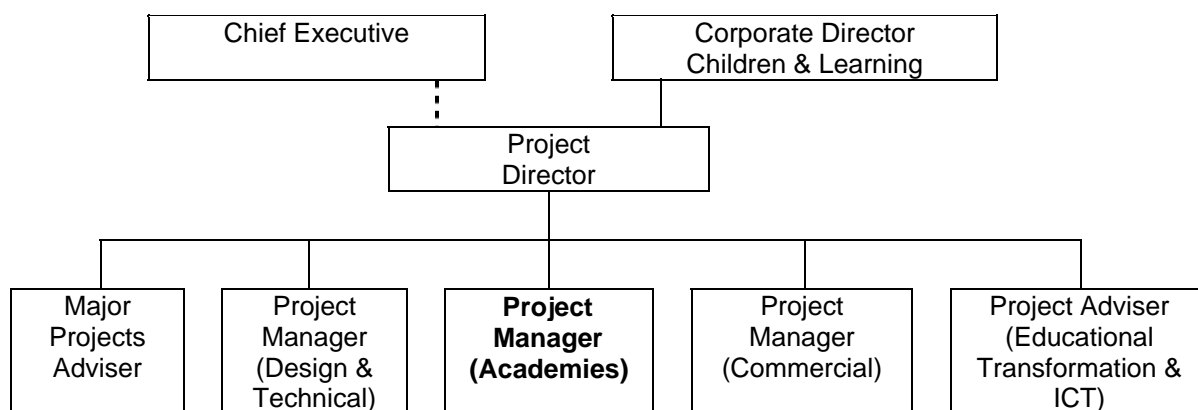 Chief Executive
Corporate Director
Children & Learning
Project
Director
Major
Projects
Adviser
Project
Manager
(Design &
Technical)
Project
Manager
(Academies)
Project
Manager
(Commercial)
Project Adviser
(Educational
Transformation &
ICT)